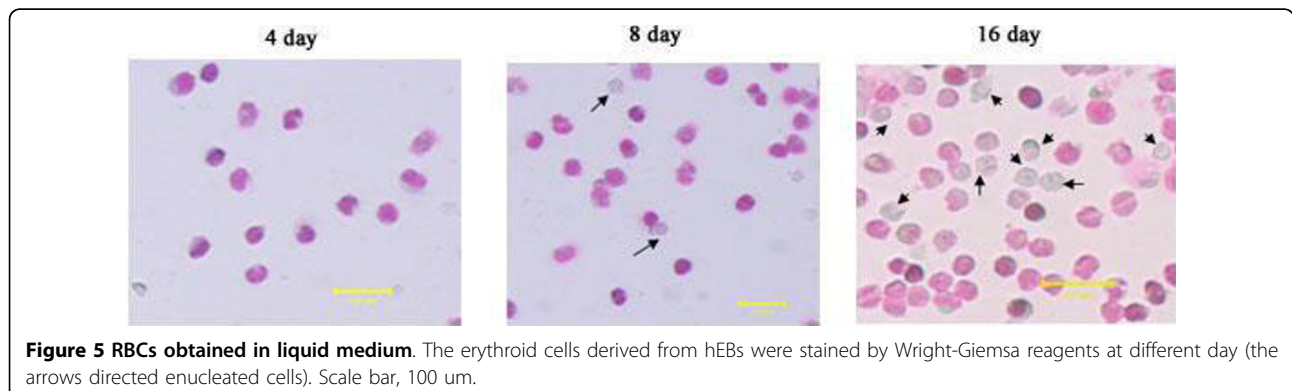 4 day
8 day
16 day
Figure 5 RBCs obtained in liquid medium. The erythroid cells derived from hEBs were stained by Wright-Giemsa reagents at different day (the
arrows directed enucleated cells). Scale bar, 100 um.